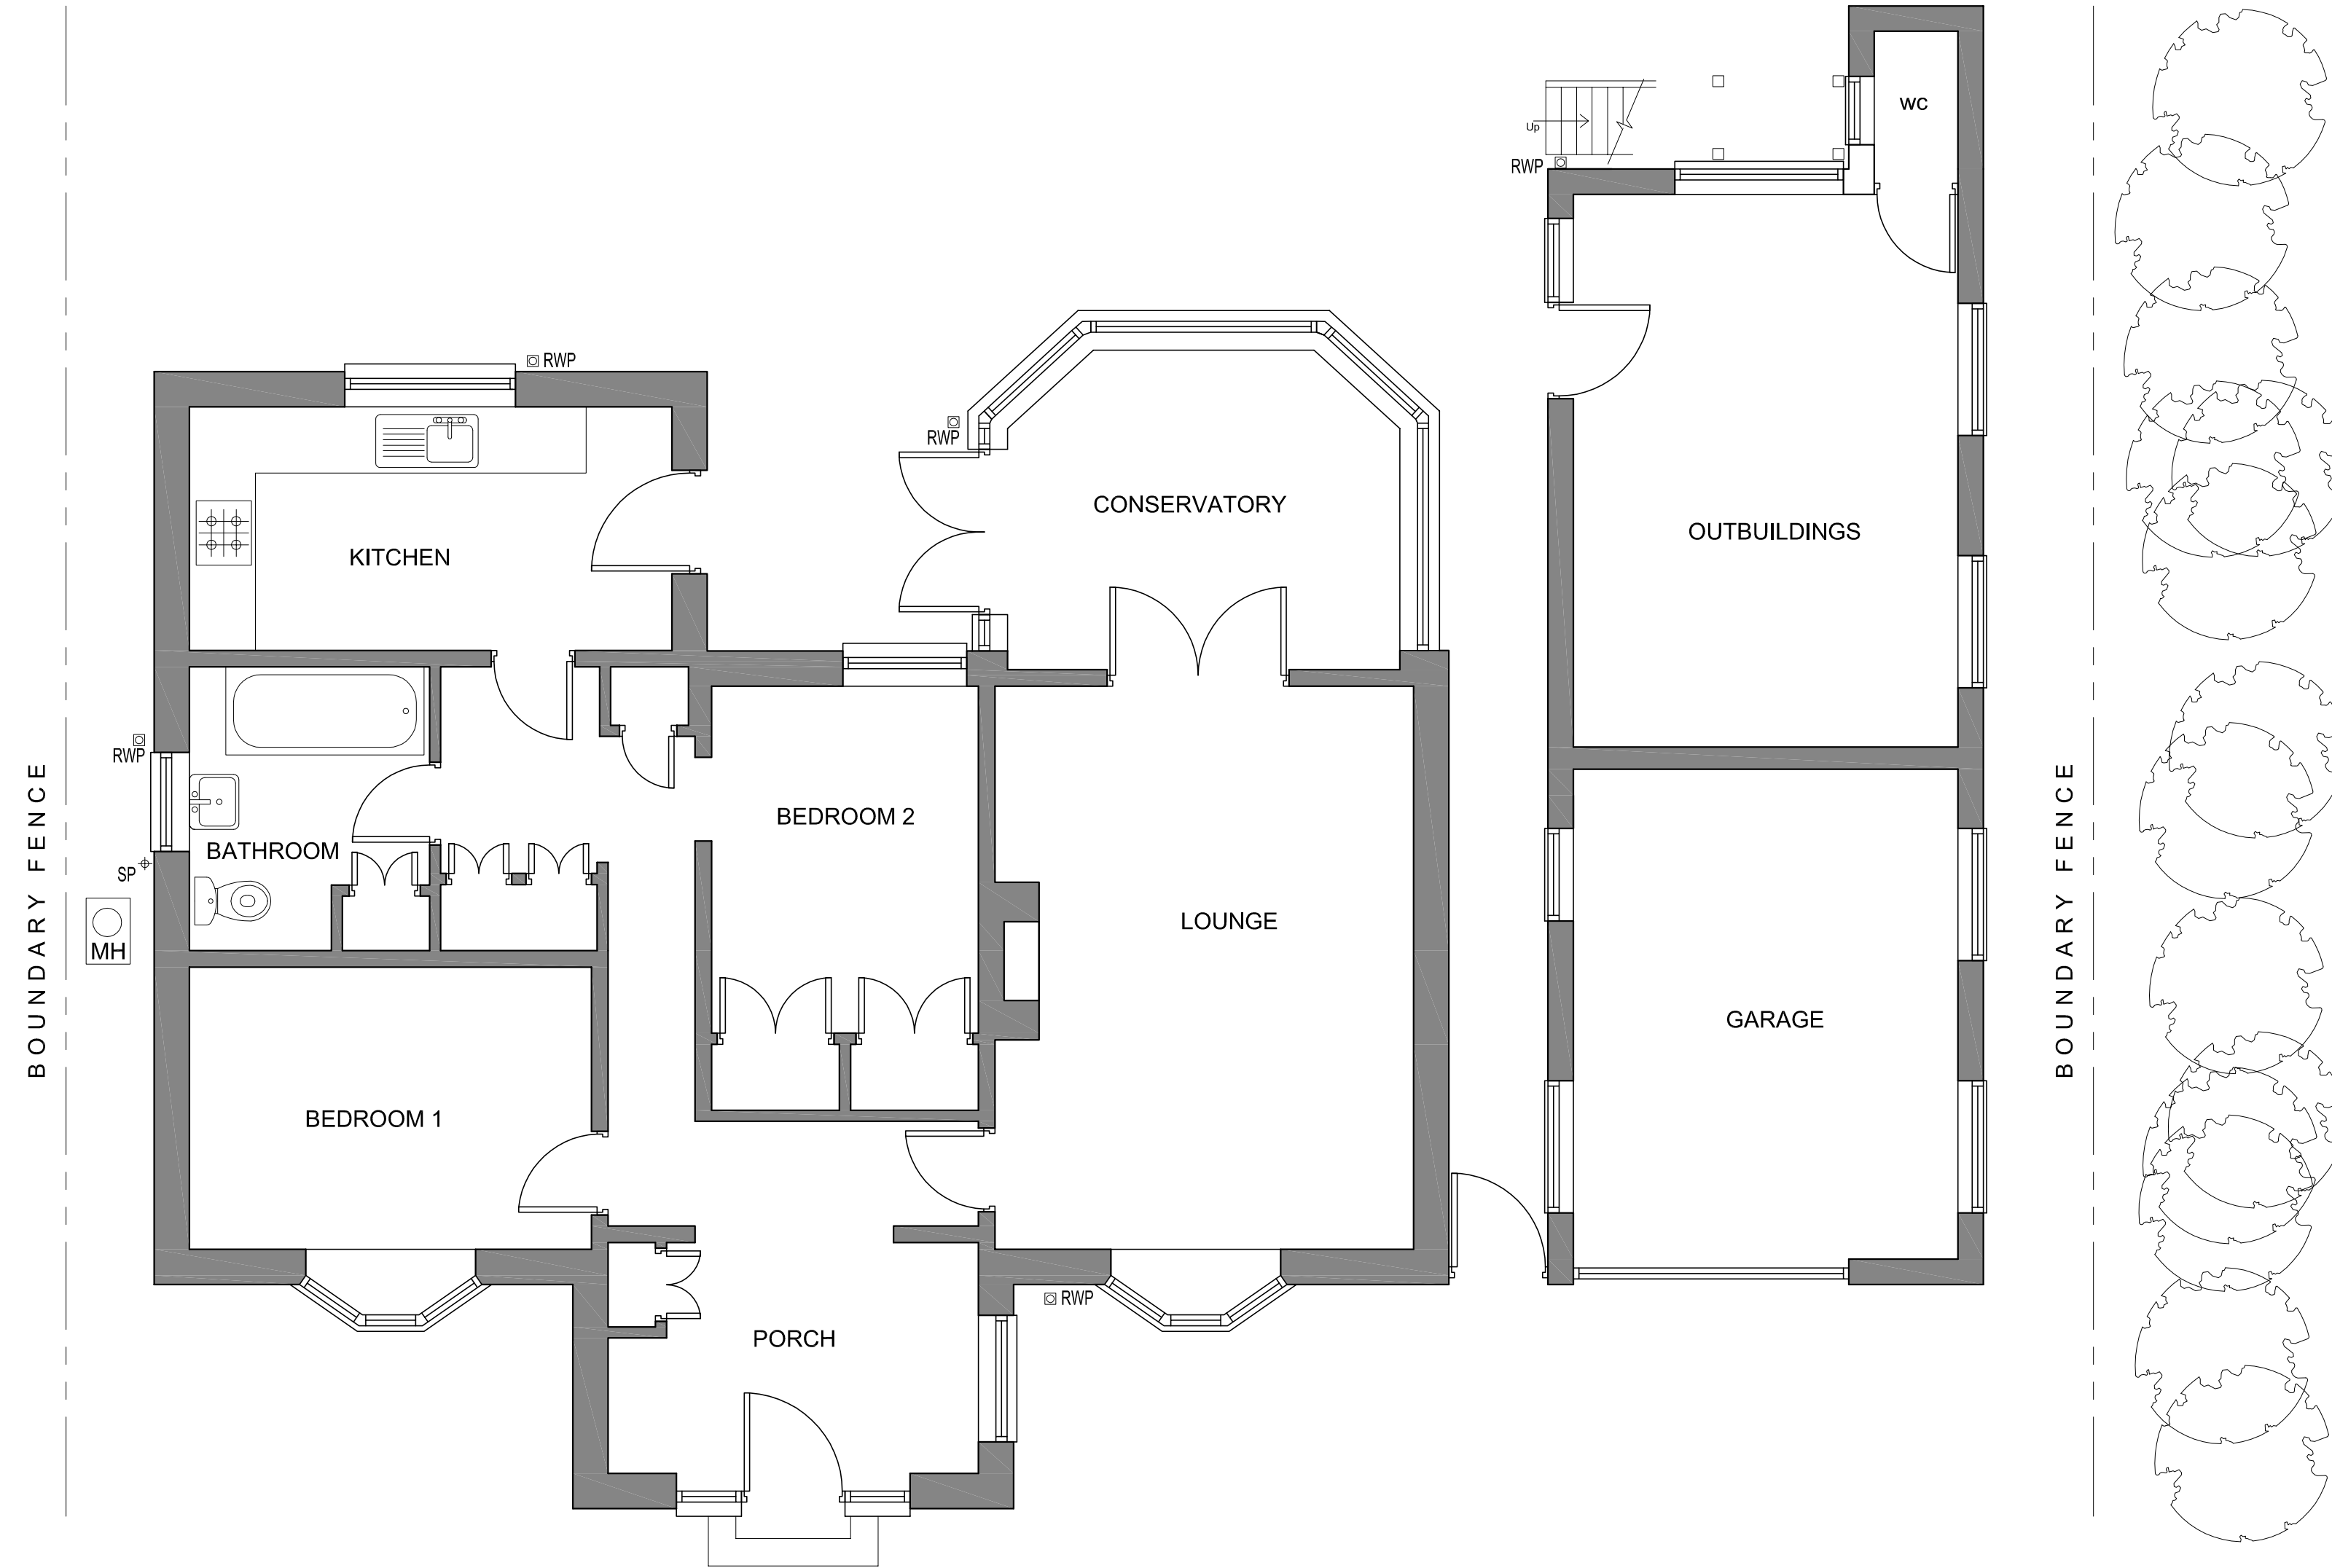 WC
Up
RWP
RWP
RWP
CONSERVATORY
OUTBUILDINGS
KITCHEN
RWP
BOUNDARY FENCE
BOUNDARY FENCE
BEDROOM 2
BATHROOM
SP
LOUNGE
MH
GARAGE
BEDROOM 1
RWP
PORCH